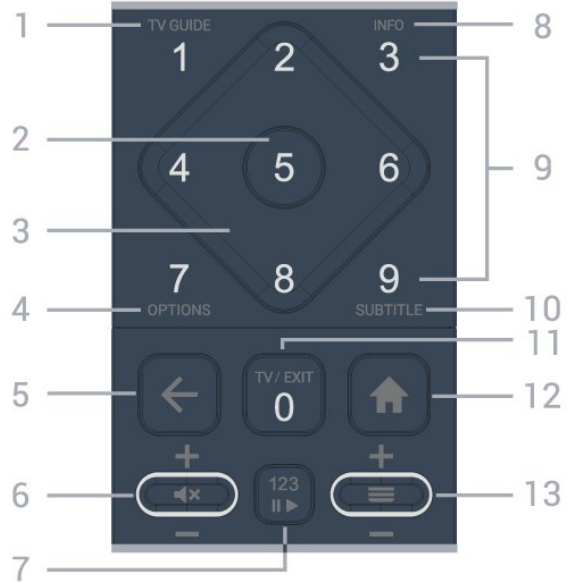 1 TV GUIDE INFO 8
1 2 3
2
4 5 6 9
3
7 8 9
4 OPTIONS SUBTITLE 10
11
5 TV / EXIT 12
0
+ +
6 123 13
- -
7